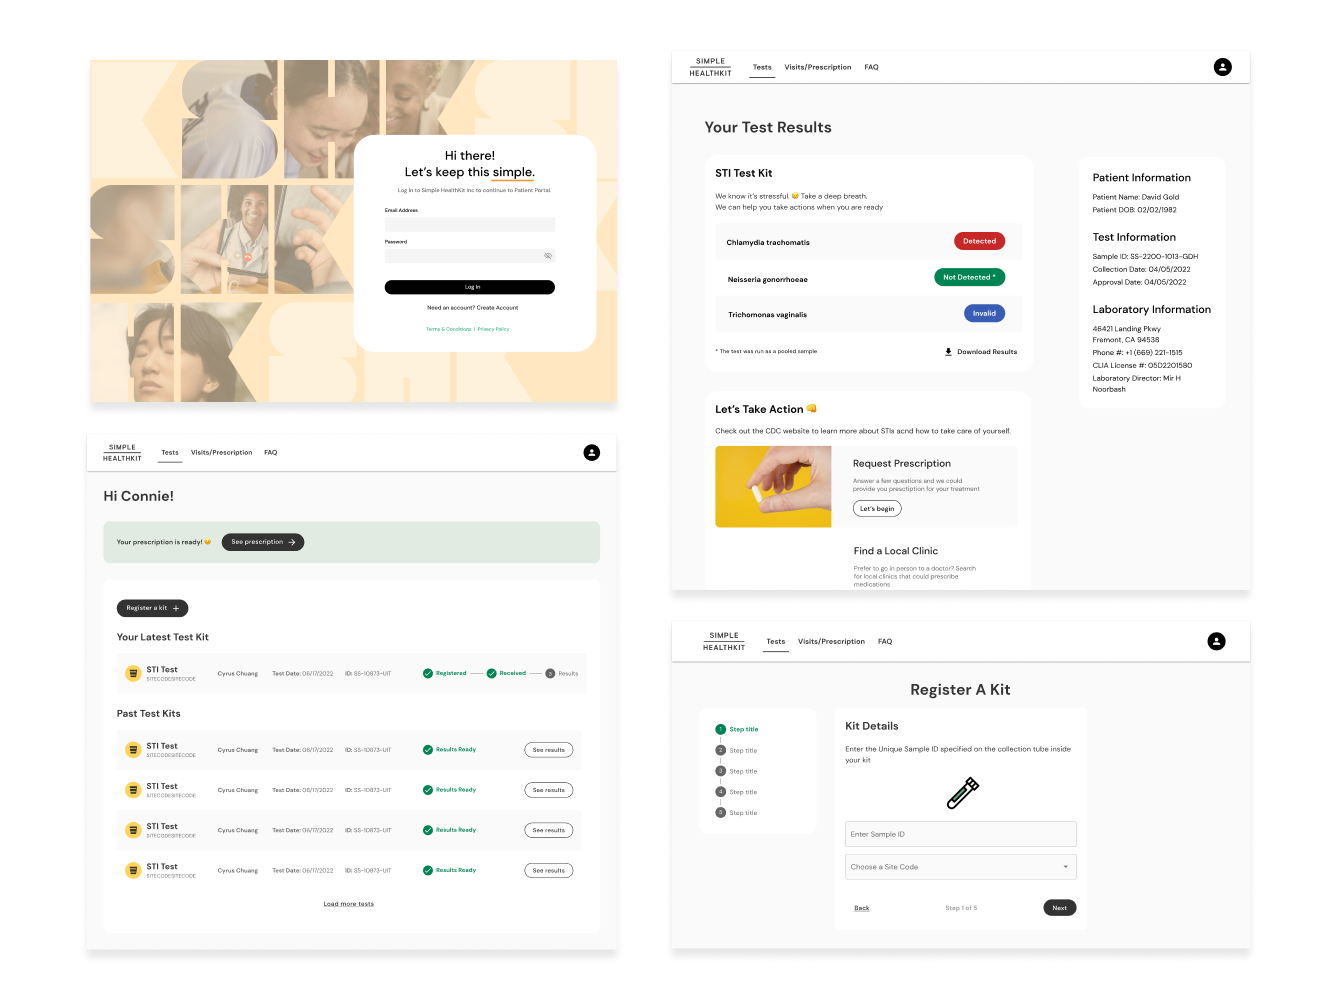 Hi there!
Let's keep this simple.
Log In to Simple HealthKit Inc to continue to Patient Portal.
Email Address
Password
Log In
Need an account? Create Account
Terms & Conditions | Privacy Policy
SIMPLE
HEALTHKIT
Tests Visits/Prescription FAQ
Hi Connie!
Your prescription is ready! See prescription
Register a kit
Your Latest Test Kit
STI Test
SITECODESITECODE
Cyrus Chuang Test Date: 06/17/2022 ID: SS-10873-UIT Registered Received 3 Results
Past Test Kits
STI Test
SITECODESITECODE
Cyrus Chuang Test Date: 06/17/2022 ID: SS-10873-UIT Results Ready See results
STI Test
SITECODESITECODE
Cyrus Chuang Test Date: 06/17/2022 ID: SS-10873-UIT Results Ready See results
STI Test
SITECODESITECODE
Cyrus Chuang Test Date: 06/17/2022 ID: SS-10873-UIT Results Ready See results
STI Test
SITECODESITECODE
Cyrus Chuang Test Date: 06/17/2022 ID: SS-10873-UIT Results Ready See results
Load more tests
SIMPLE
HEALTHKIT
Tests Visits/Prescription FAQ
Your Test Results
STI Test Kit
We know it's stressful. Take a deep breath.
We can help you take actions when you are ready
Chlamydia trachomatis Detected
Neisseria gonorrhoeae Not Detected *
Trichomonas vaginalis Invalid
* The test was run as a pooled sample
Download Results
Let's Take Action
Check out the CDC website to learn more about STIs acnd how to take care of yourself.
Request Prescription
Answer a few questions and we could
provide you presctiption for your treatment
Let's begin
Find a Local Clinic
Prefer to go in person to a doctor? Search
for local clinics that could prescribe
medications
Patient Information
Patient Name: David Gold
Patient DOB: 02/02/1982
Test Information
Sample ID: SS-2200-1013-GDH
Collection Date: 04/05/2022
Approval Date: 04/05/2022
Laboratory Information
46421 Landing Pkwy
Fremont, CA 94538
Phone #: +1 (669) 221-1515
CLIA License #: 05D2201580
Laboratory Director: Mir H
Noorbash
SIMPLE
HEALTHKIT
Tests Visits/Prescription FAQ
Register A Kit
1 Step title
2 Step title
3 Step title
4 Step title
5 Step title
Kit Details
Enter the Unique Sample ID specified on the collection tube inside
your kit
Enter Sample ID
Choose a Site Code
Back Step 1 of 5 Next